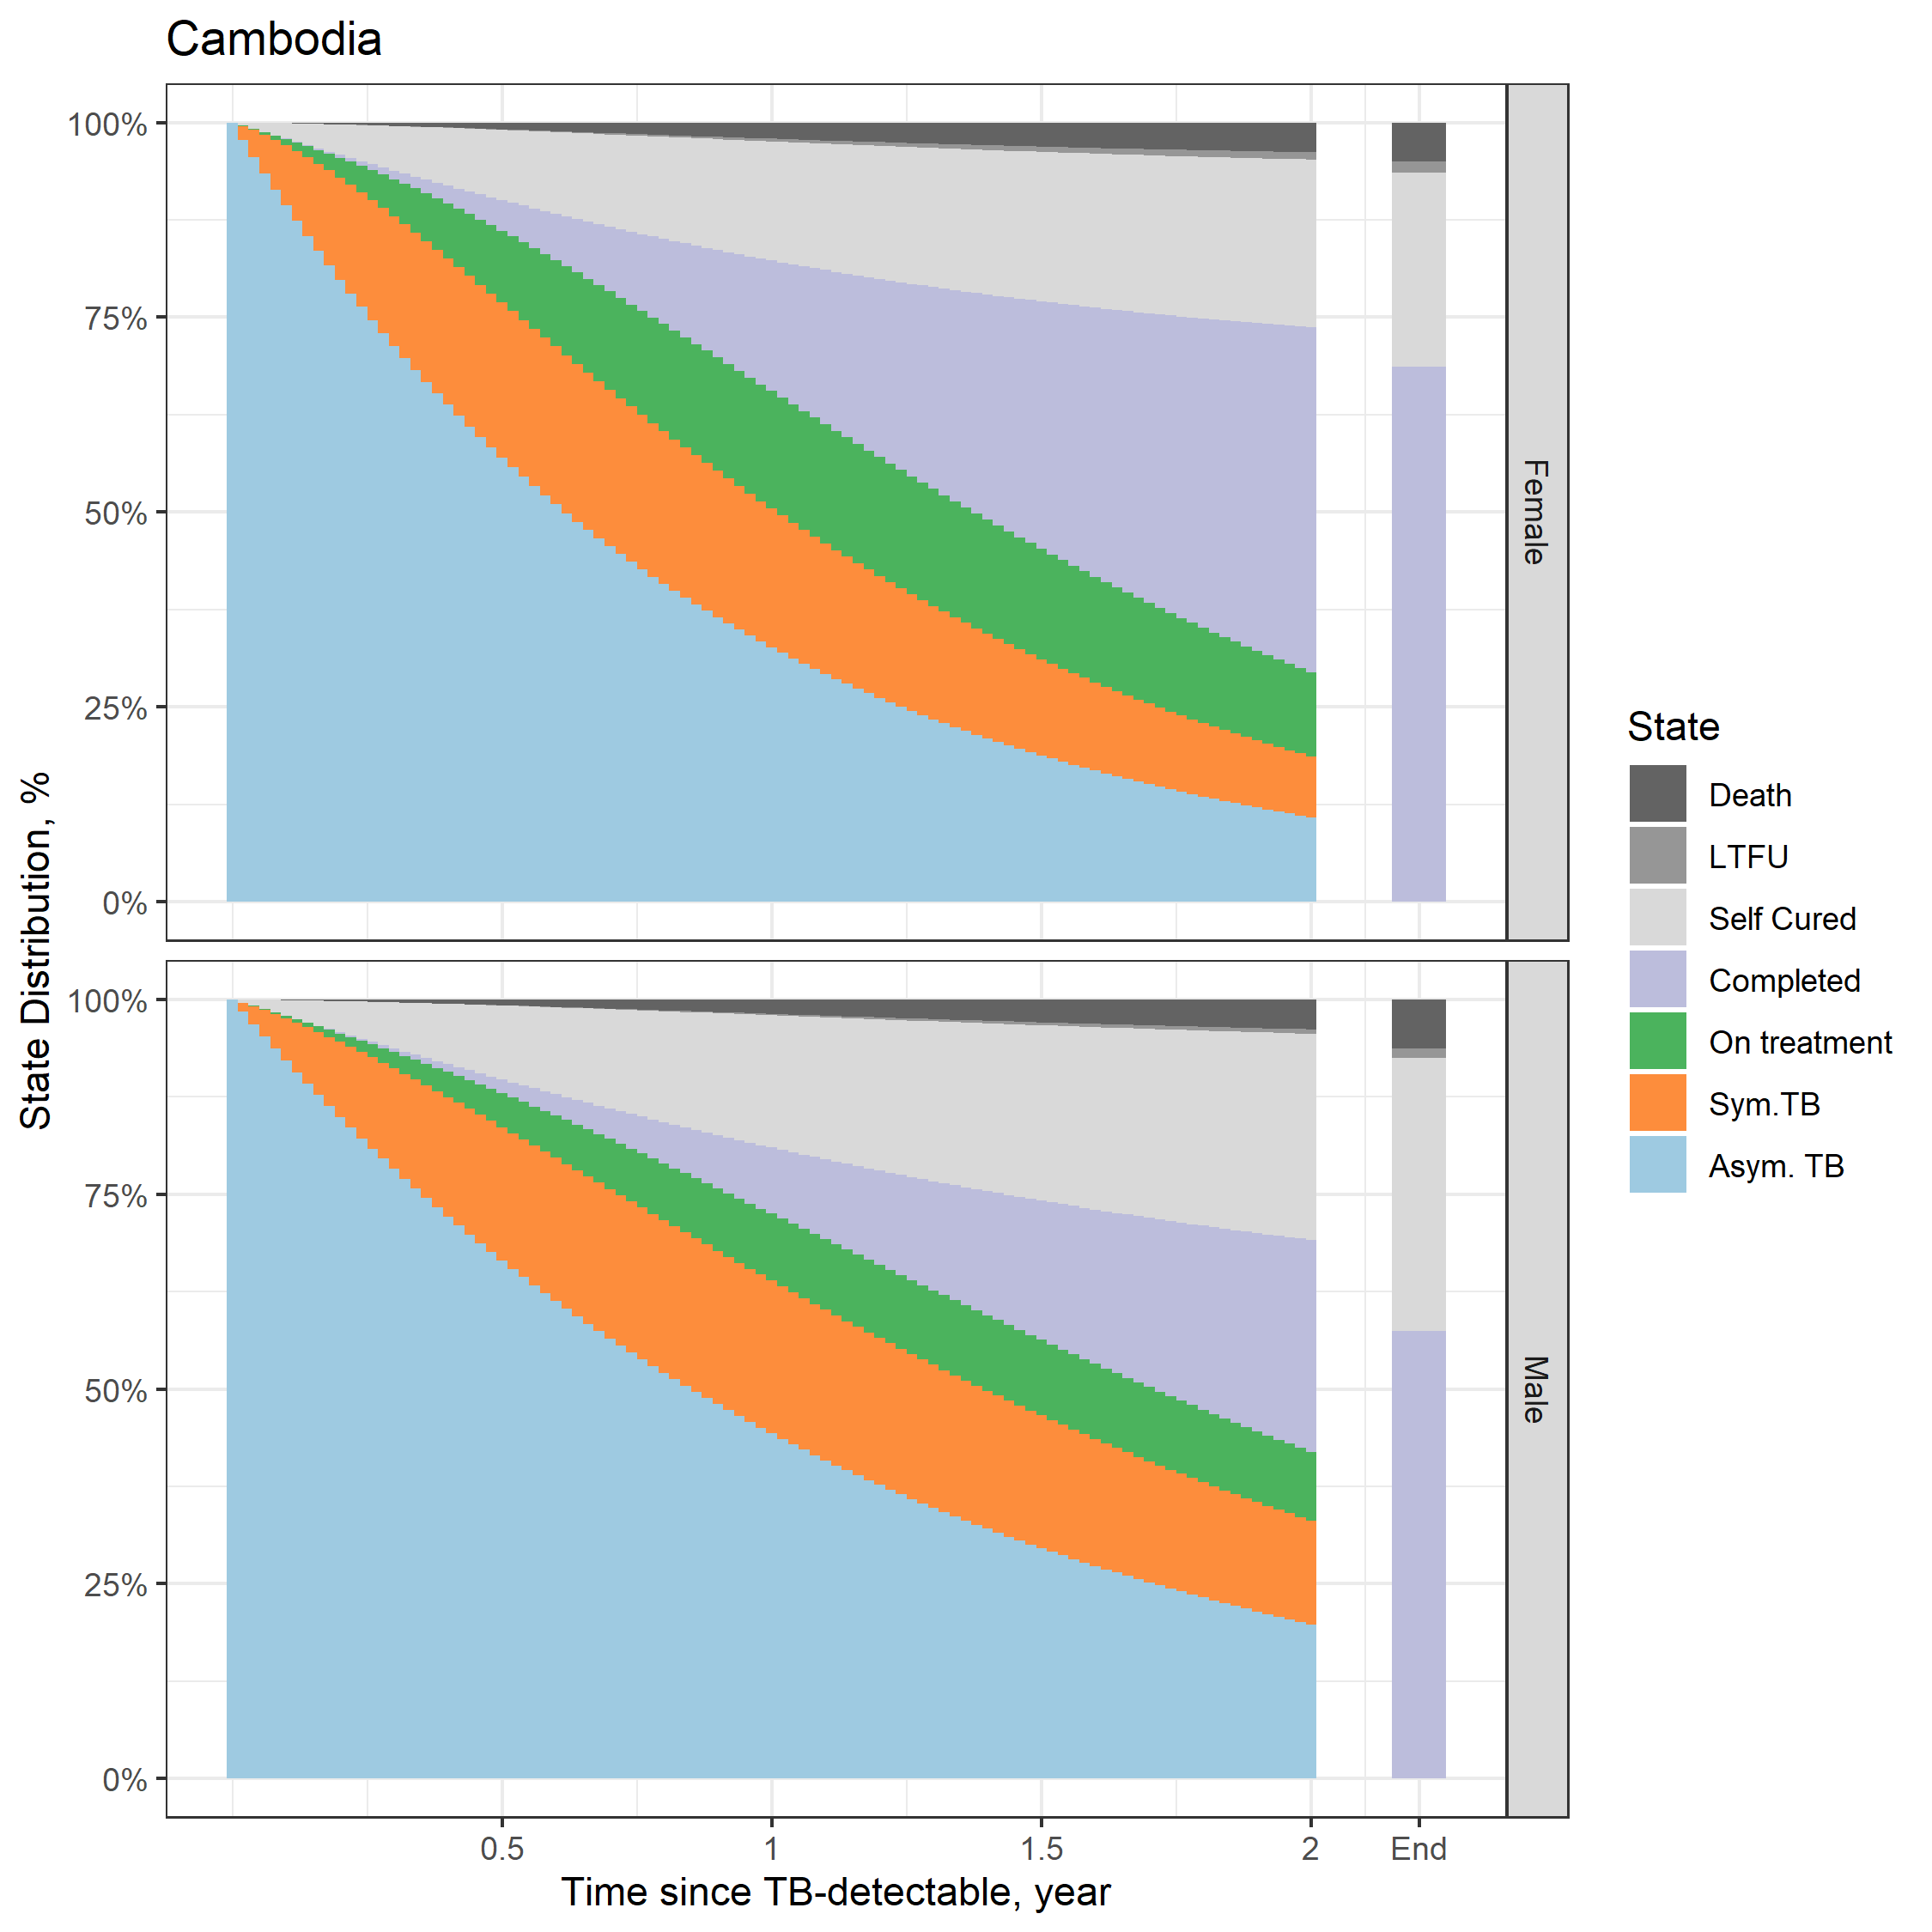 Cambodia
State Distribution, %
100%
75%
50%
25%
0%
Female
100%
75%
50%
25%
0%
Male
0.5
1
1.5
2
End
Time since TB-detectable, year
State
Death
LTFU
Self Cured
Completed
On treatment
Sym.TB
Asym. TB